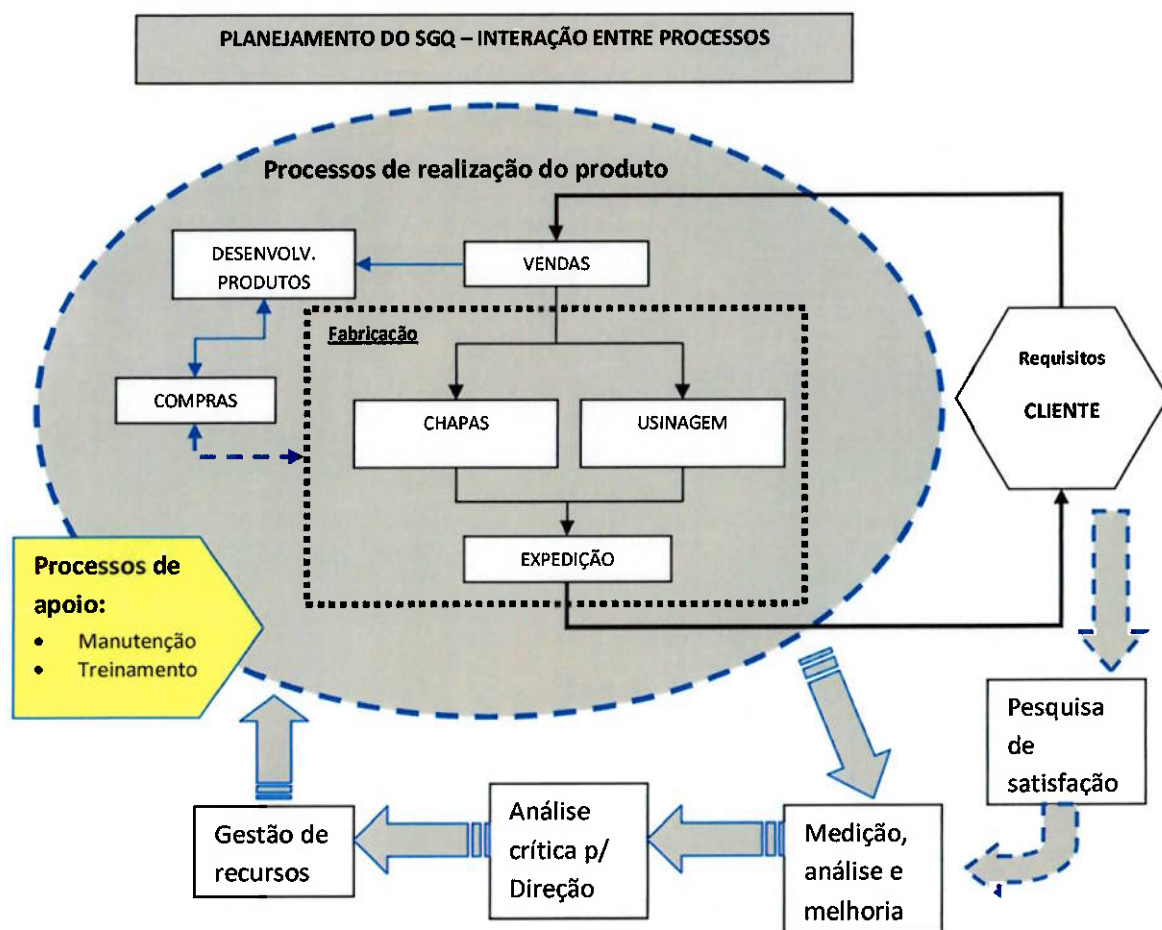 PLANEJAMENTO DO SGQ – INTERAÇÃO ENTRE PROCESSOS
Processos de realização do produto
DESENVOLV.
PRODUTOS
VENDAS
Fabricação
COMPRAS
CHAPAS
USINAGEM
EXPEDIÇÃO
Requisitos
CLIENTE
Processos de
apoio:
• Manutenção
• Treinamento
Pesquisa
de
satisfação
Gestão de
recursos
Análise
crítica p/
Direção
Medição,
análise e
melhoria